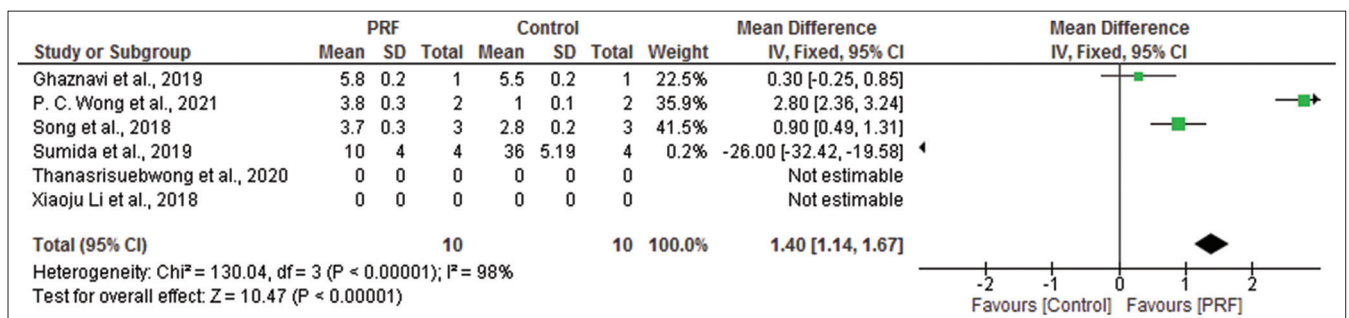 PRF Control Mean Difference Mean Difference
Study or Subgroup Mean SD Total Mean SD Total Weight IV, Fixed, 95% CI IV, Fixed, 95% CI
Ghaznavi et al., 2019 5.8 0.2 1 5.5 0.2 1 22.5% 0.30 [-0.25, 0.85]
P. C. Wong et al., 2021 3.8 0.3 2 1 0.1 2 35.9% 2.80 [2.36, 3.24]
Song et al., 2018 3.7 0.3 3 2.8 0.2 3 41.5% 0.90 [0.49, 1.31]
Sumida et al., 2019 10 4 4 36 5.19 4 0.2% -26.00 [-32.42, -19.58]
Thanasrisuebwong et al., 2020 0 0 0 0 0 0 Not estimable
Xiaoju Li et al., 2018 0 0 0 0 0 0 Not estimable
Total (95% CI) 10 10 100.0% 1.40 [1.14, 1.67]
Heterogeneity: Chi² = 130.04, df = 3 (P < 0.00001); I² = 98%
Test for overall effect: Z = 10.47 (P < 0.00001)
-2 -1 0 1 2
Favours [Control] Favours [PRF]